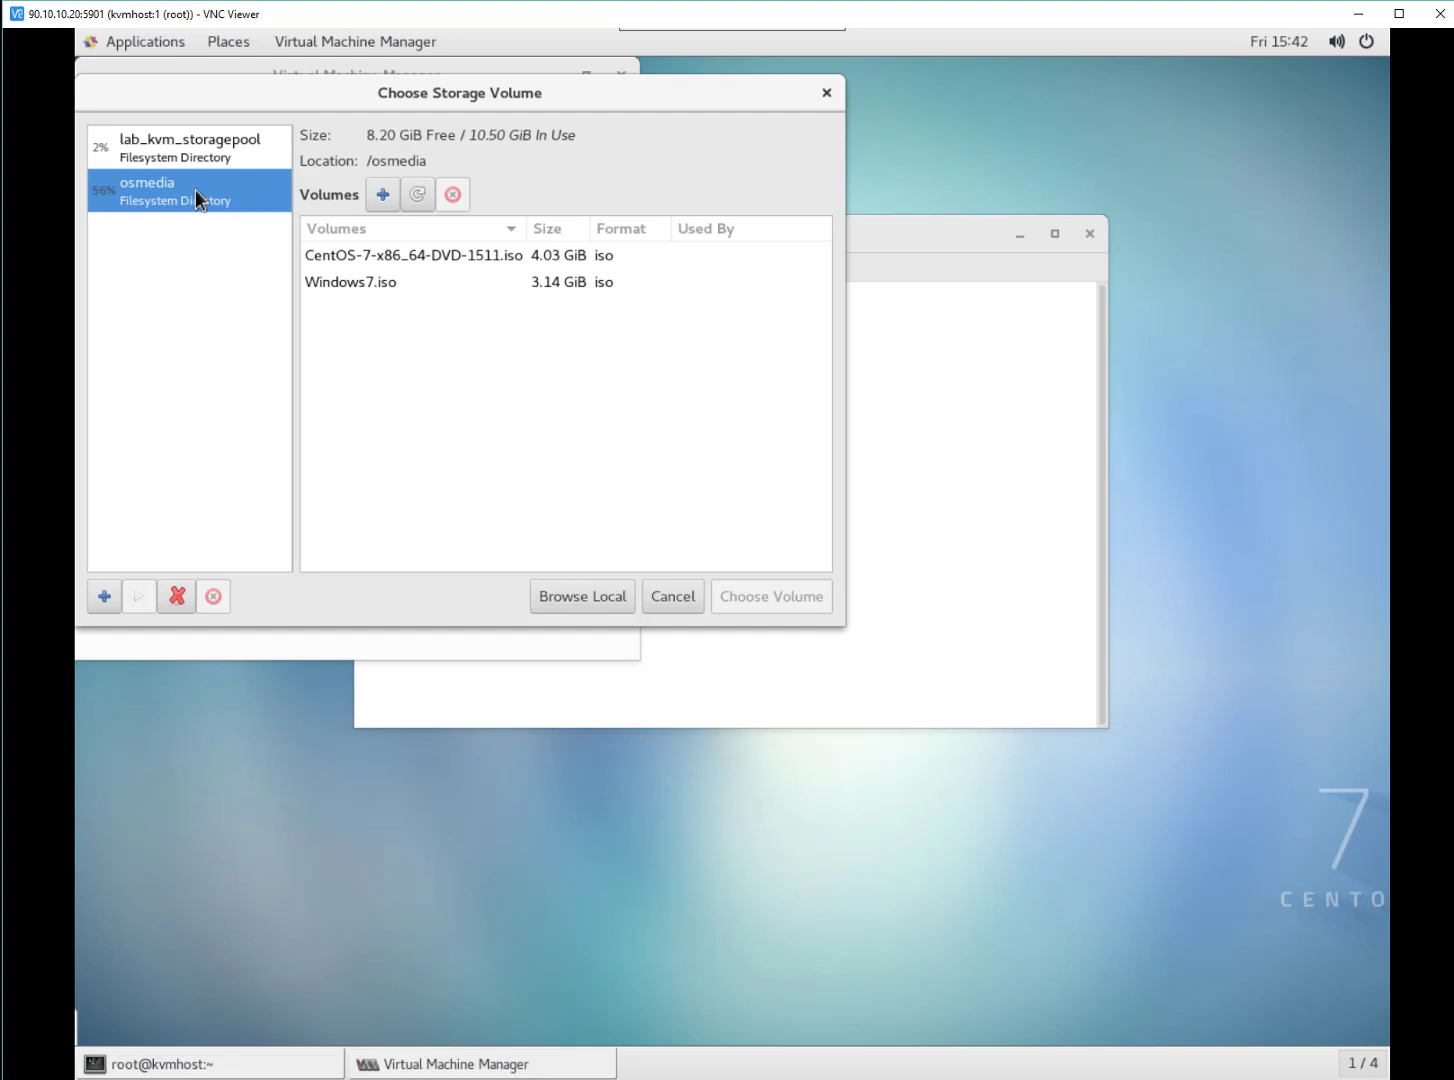 90.10.10.20:5901 (kvmhost:1 (root)) - VNC Viewer
Applications Places Virtual Machine Manager Fri 15:42
Virtual Machine Manager
Choose Storage Volume
2% lab_kvm_storagepool
Filesystem Directory
56% osmedia
Filesystem Directory
Size: 8.20 GiB Free / 10.50 GiB In Use
Location: /osmedia
Volumes
Volumes Size Format Used By
CentOS-7-x86_64-DVD-1511.iso 4.03 GiB iso
Windows7.iso 3.14 GiB iso
Browse Local Cancel Choose Volume
7
CENTO
root@kvmhost:~ Virtual Machine Manager 1 / 4